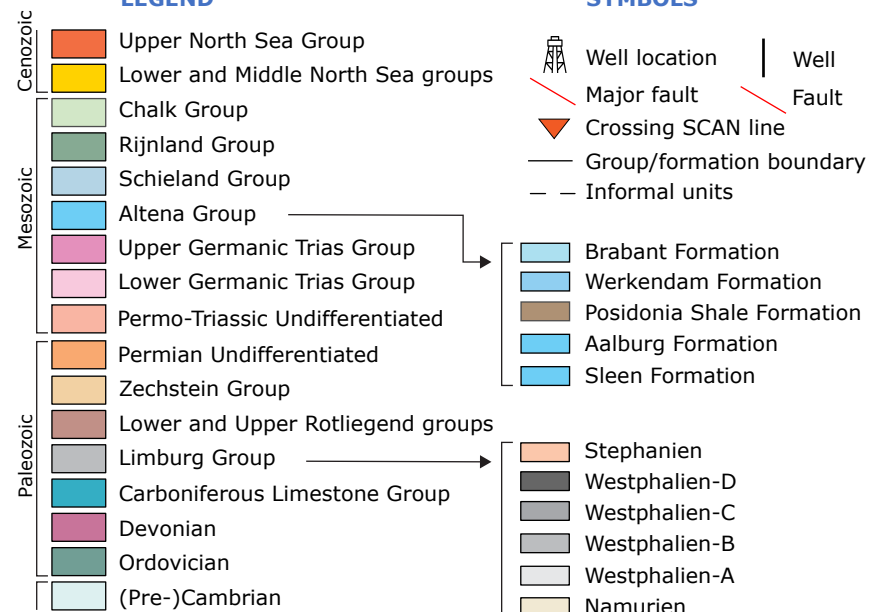 LEGEND
Cenozoic
Upper North Sea Group
Lower and Middle North Sea groups
Mesozoic
Chalk Group
Rijnland Group
Schieland Group
Altena Group
Upper Germanic Trias Group
Lower Germanic Trias Group
Permo-Triassic Undifferentiated
Paleozoic
Permian Undifferentiated
Zechstein Group
Lower and Upper Rotliegend groups
Limburg Group
Carboniferous Limestone Group
Devonian
Ordovician
(Pre-)Cambrian
SYMBOLS
Well location
Well
Major fault
Fault
Crossing SCAN line
Group/formation boundary
Informal units
Brabant Formation
Werkendam Formation
Posidonia Shale Formation
Aalburg Formation
Sleen Formation
Stephanien
Westphalien-D
Westphalien-C
Westphalien-B
Westphalien-A
Namurien